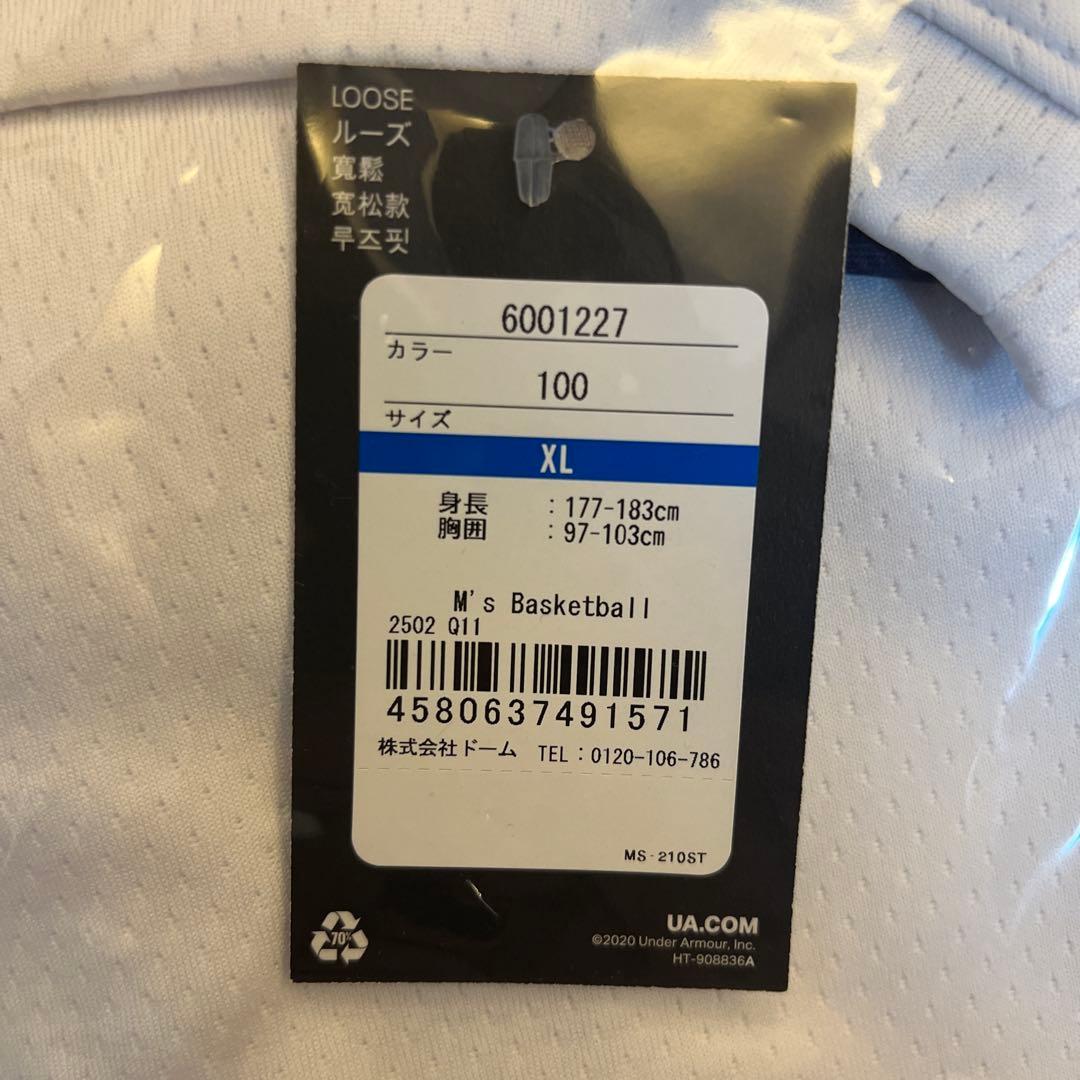 LOOSE
ルーズ
寬鬆
宽松款
루즈핏
6001227
カラー
100
サイズ
XL
身長 : 177-183cm
胸囲 : 97-103cm
M's Basketball
2502 Q11
4580637491571
株式会社ドーム TEL:0120-106-786
MS-210ST
70%
UA.COM
©2020 Under Armour, Inc.
HT-908836A